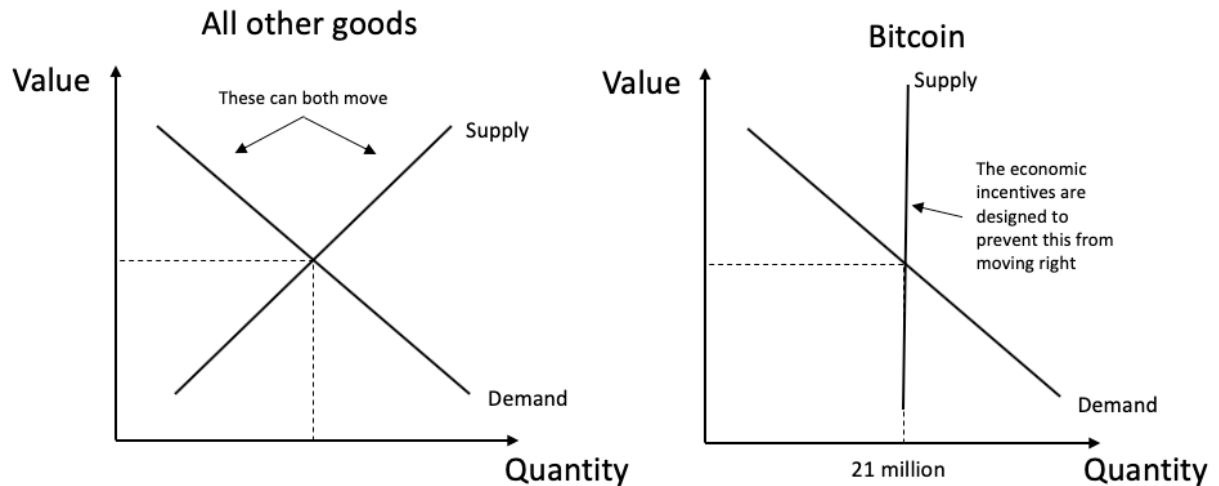 All other goods
Value
These can both move
Supply
Demand
Quantity
Bitcoin
Value
Supply
The economic
incentives are
designed to
prevent this from
moving right
Demand
21 million
Quantity